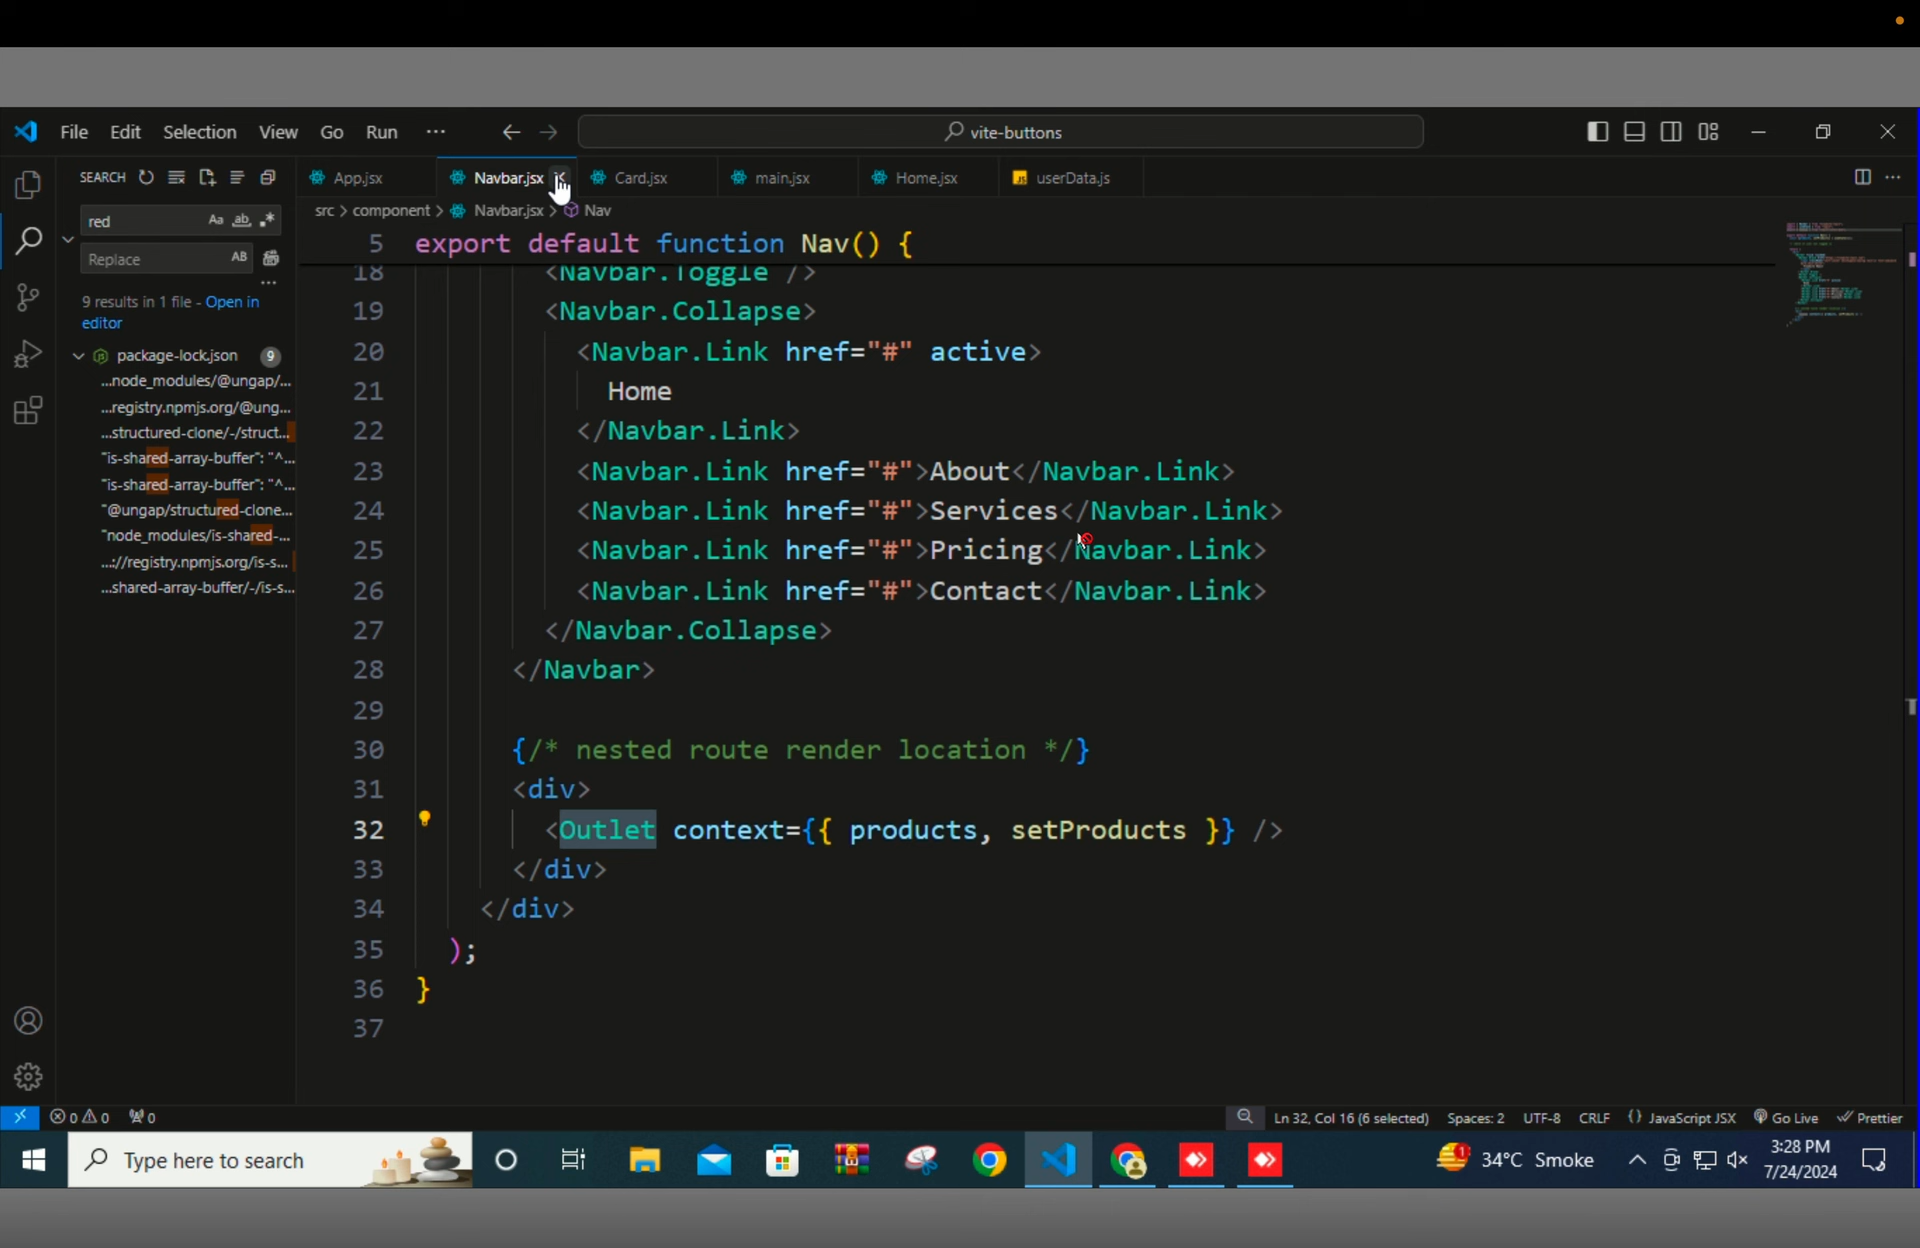 File Edit Selection View Go Run ··· vite-buttons
SEARCH
App.jsx Navbar.jsx Card.jsx main.jsx Home.jsx userData.js
red Aa ab .*
Replace AB
src > component > Navbar.jsx > Nav
9 results in 1 file - Open in
editor
package-lock.json 9
...node_modules/@ungap/...
...registry.npmjs.org/@ung...
...structured-clone/-/struct...
"is-shared-array-buffer": "^...
"is-shared-array-buffer": "^...
"@ungap/structured-clone...
"node_modules/is-shared-...
...://registry.npmjs.org/is-s...
...shared-array-buffer/-/is-s...
5 export default function Nav() {
18 <Navbar.Toggle />
19 <Navbar.Collapse>
20 <Navbar.Link href="#" active>
21 Home
22 </Navbar.Link>
23 <Navbar.Link href="#">About</Navbar.Link>
24 <Navbar.Link href="#">Services</Navbar.Link>
25 <Navbar.Link href="#">Pricing</Navbar.Link>
26 <Navbar.Link href="#">Contact</Navbar.Link>
27 </Navbar.Collapse>
28 </Navbar>
29
30 {/* nested route render location */}
31 <div>
32 <Outlet context={{ products, setProducts }} />
33 </div>
34 </div>
35 );
36 }
37
0 0 0 Ln 32, Col 16 (6 selected) Spaces: 2 UTF-8 CRLF {} JavaScript JSX Go Live Prettier
Type here to search 1 34°C Smoke 3:28 PM
7/24/2024